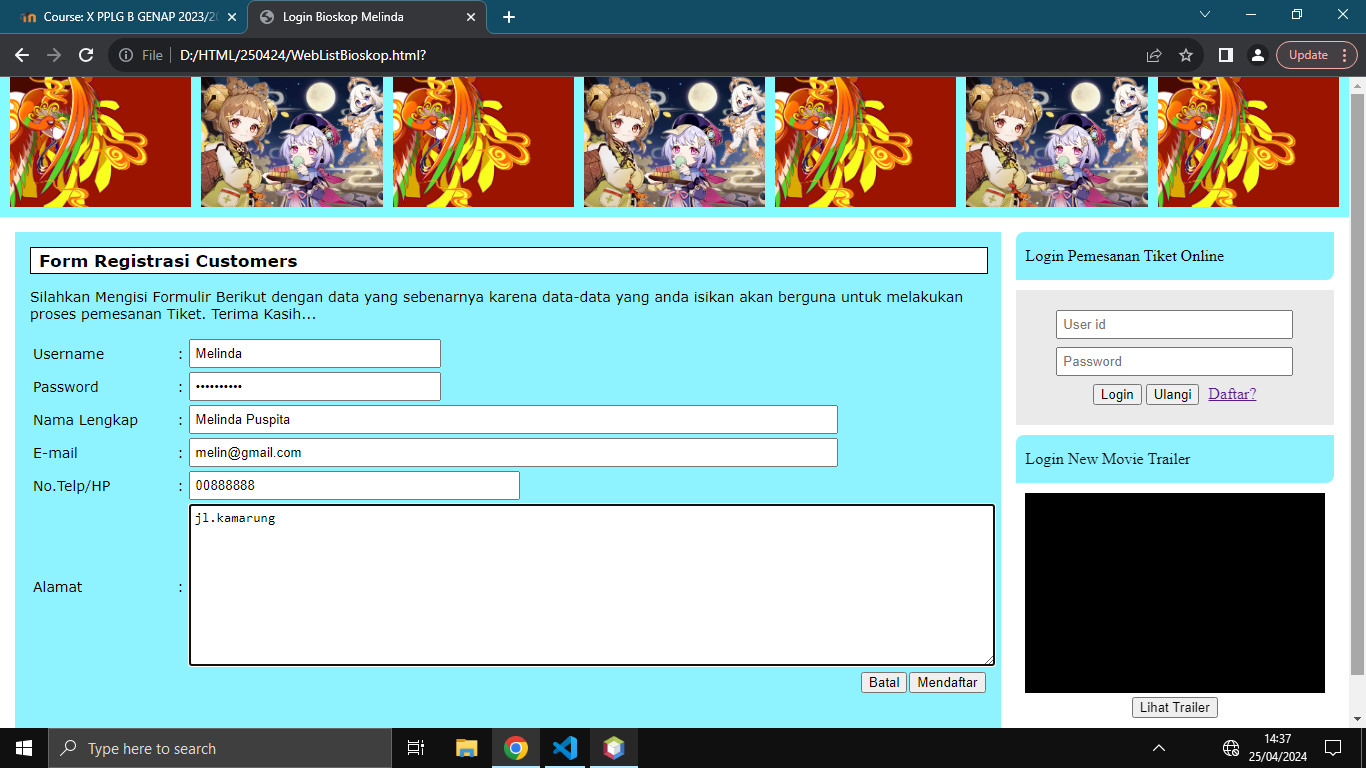 Course: X PPLG B GENAP 2023/20
Login Bioskop Melinda
File
D:/HTML/250424/WebListBioskop.html?
Update
Form Registrasi Customers
Silahkan Mengisi Formulir Berikut dengan data yang sebenarnya karena data-data yang anda isikan akan berguna untuk melakukan
proses pemesanan Tiket. Terima Kasih...
Username : Melinda
Password : ••••••••••
Nama Lengkap : Melinda Puspita
E-mail : melin@gmail.com
No.Telp/HP : 00888888
Alamat : jl.kamarung
Batal Mendaftar
Login Pemesanan Tiket Online
User id
Password
Login Ulangi Daftar?
Login New Movie Trailer
Lihat Trailer
Type here to search
14:37
25/04/2024